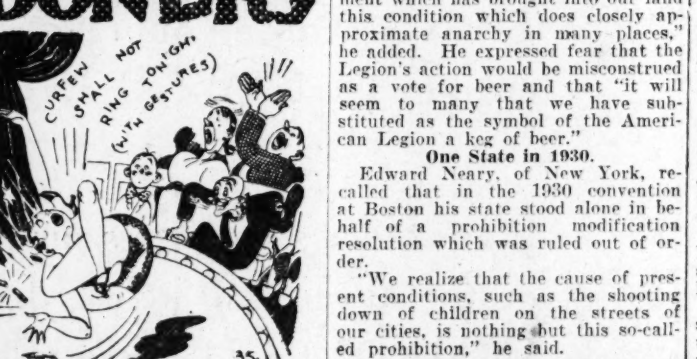 CURFEW
SHALL NOT
RING TONIGHT.
(WITH GESTURES)
35.
ment which has brought into our land
this condition which does closely ap-
proximate anarchy in many places,"
he added. He expressed fear that the
Legion's action would be misconstrued
as a vote for beer and that "it will
seem to many that we have sub-
stituted as the symbol of the Ameri-
can Legion a keg of beer."
One State in 1930.
Edward Neary, of New York, re-
called that in the 1930 convention
at Boston his state stood alone in be-
half of a prohibition modification
resolution which was ruled out of or-
der.
"We realize that the cause of pres-
ent conditions, such as the shooting
down of children on the streets of
our cities, is nothing but this so-call-
ed prohibition," he said.